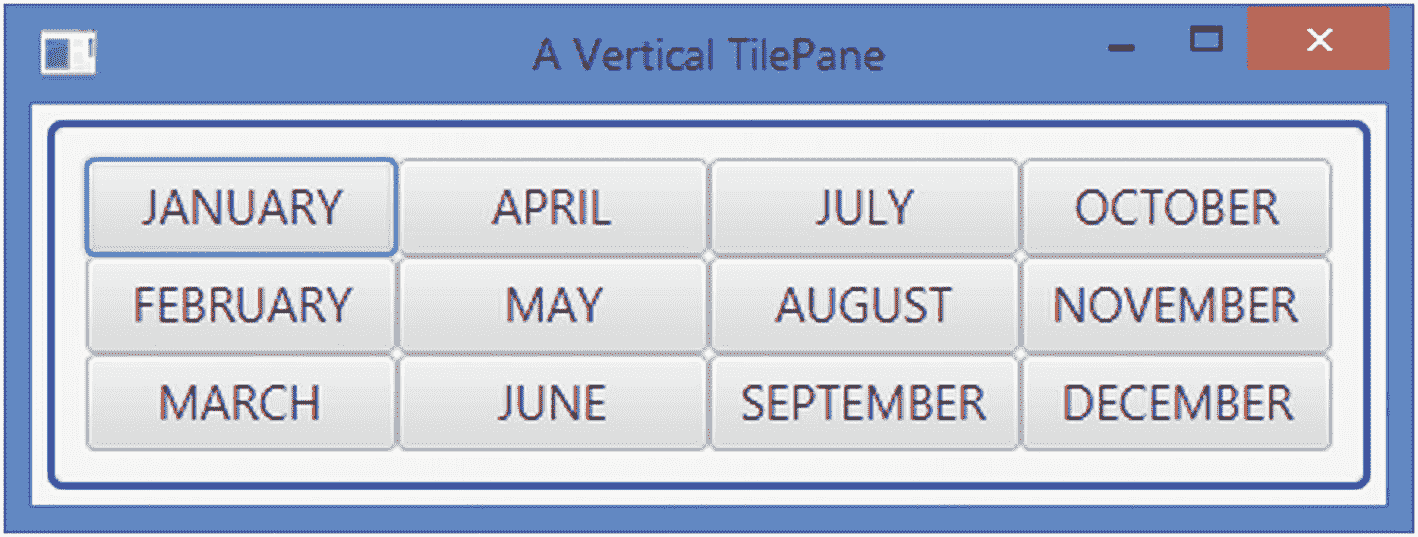 A Vertical TilePane
JANUARY APRIL JULY OCTOBER
FEBRUARY MAY AUGUST NOVEMBER
MARCH JUNE SEPTEMBER DECEMBER